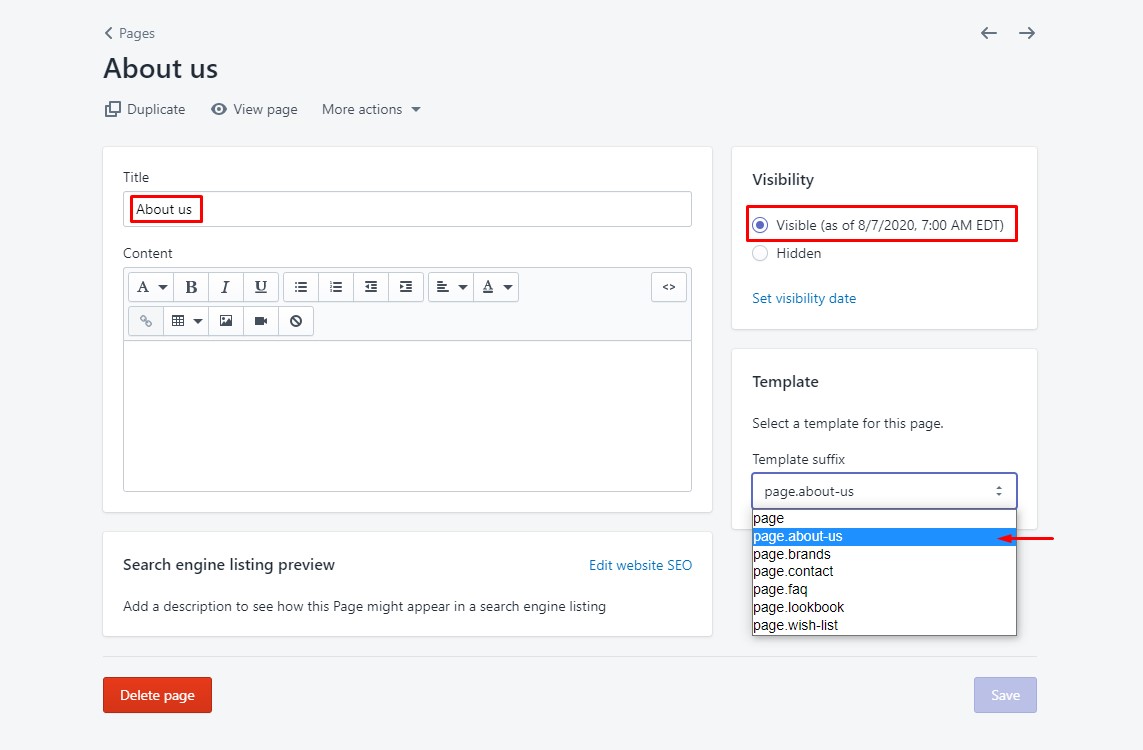 Pages
About us
Duplicate View page More actions
Title
About us
Content
A B I U A <>
Search engine listing preview Edit website SEO
Add a description to see how this Page might appear in a search engine listing
Visibility
Visible (as of 8/7/2020, 7:00 AM EDT)
Hidden
Set visibility date
Template
Select a template for this page.
Template suffix
page.about-us
page
page.about-us
page.brands
page.contact
page.faq
page.lookbook
page.wish-list
Delete page Save